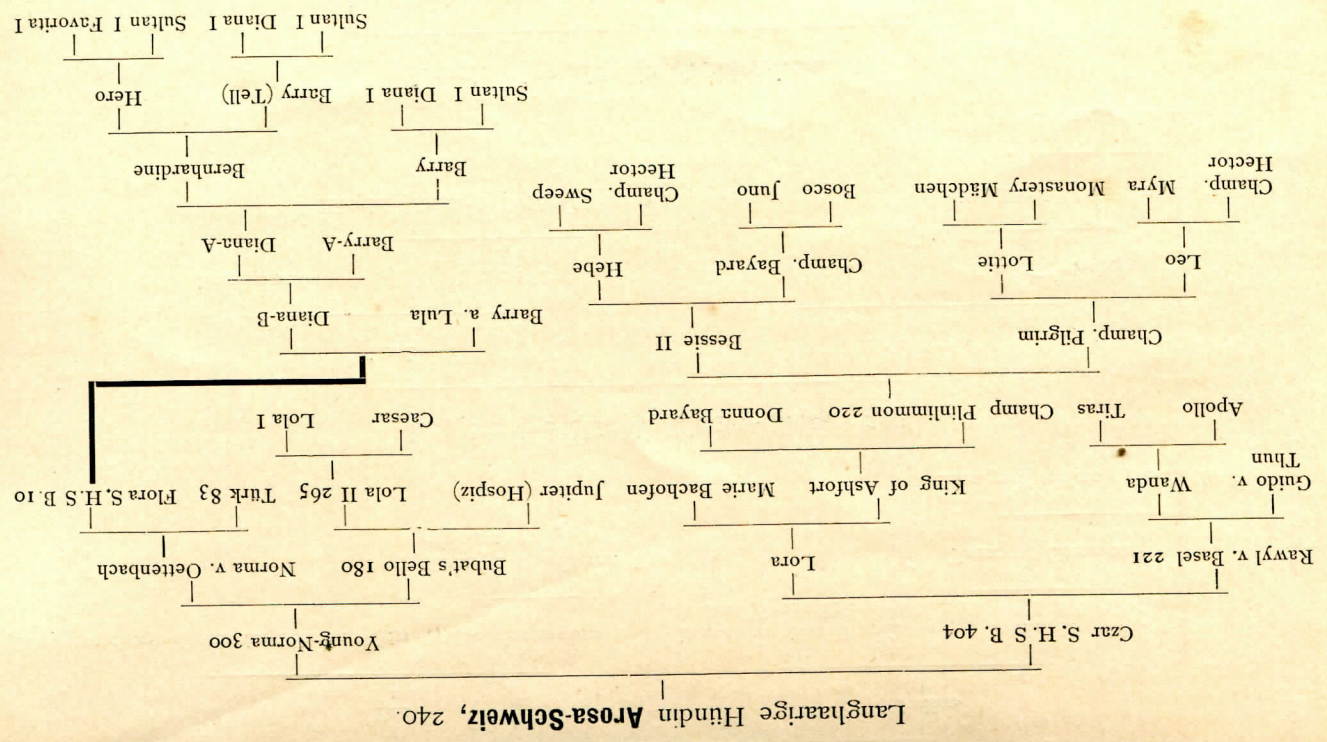 Langhaarige Hündin Arosa-Schweiz, 240.
Czar S. H. S B. 404. Young-Norma 300
Rawyl v. Basel 221 Lora Bubat's Bello 180 Norma v. Oettenbach
Guido v. Wanda King of Ashfort Marie Bachofen Jupiter (Hospiz) Lola II 265 Türk 83 Flora S. H. S B. 10
Thun
Apollo Tiras Champ Plinlimmon 220 Donna Bayard Caesar Lola I
Champ. Pilgrim Bessie II Barry a. Lula Diana-B
Leo Lottie Champ. Bayard Hebe Barry-A Diana-A
Champ. Myra Monastery Mädchen Bosco Juno Champ. Sweep Barry Bernhardine
Hector Hector
Sultan I Diana I Barry (Tell) Hero
Sultan I Diana I Sultan I Favorita I